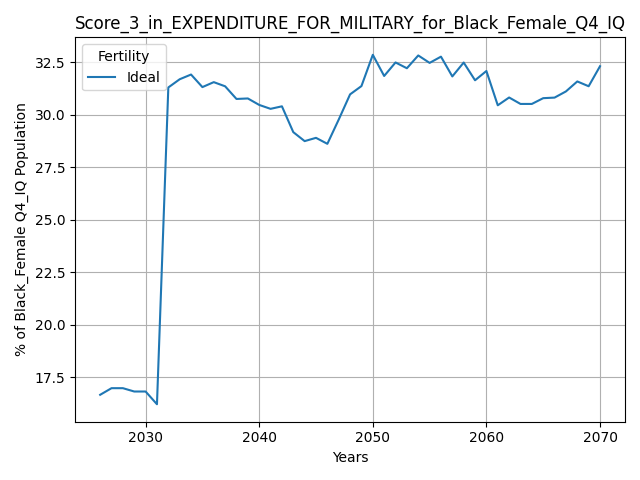 Score_3_in_EXPENDITURE_FOR_MILITARY_for_Black_Female_Q4_IQ
Fertility
Ideal
% of Black_Female Q4_IQ Population
32.5
30.0
27.5
25.0
22.5
20.0
17.5
2030
2040
2050
2060
2070
Years